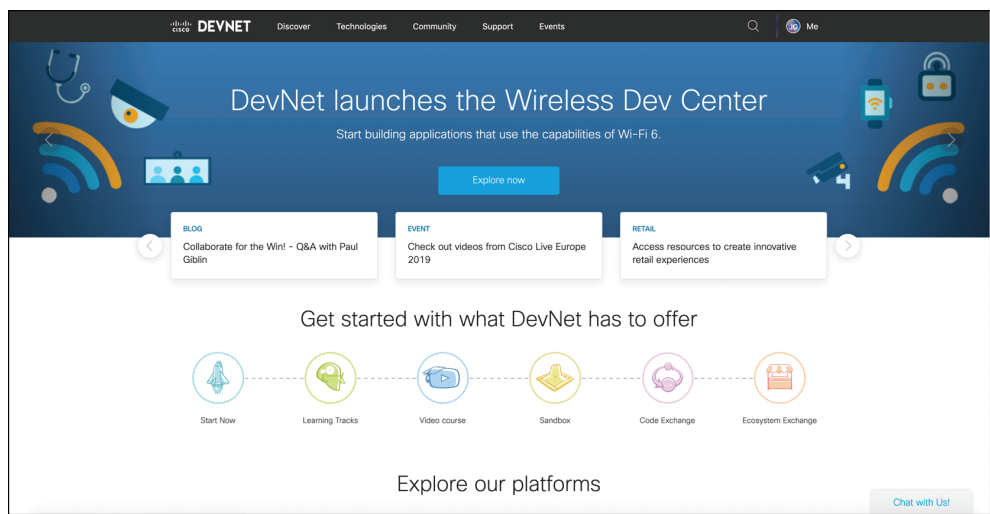 cisco DEVNET Discover Technologies Community Support Events JG Me
DevNet launches the Wireless Dev Center
Start building applications that use the capabilities of Wi-Fi 6.
Explore now
BLOG
Collaborate for the Win! - Q&A with Paul
Giblin
EVENT
Check out videos from Cisco Live Europe
2019
RETAIL
Access resources to create innovative
retail experiences
Get started with what DevNet has to offer
Start Now
Learning Tracks
Video course
Sandbox
Code Exchange
Ecosystem Exchange
Explore our platforms
Chat with Us!